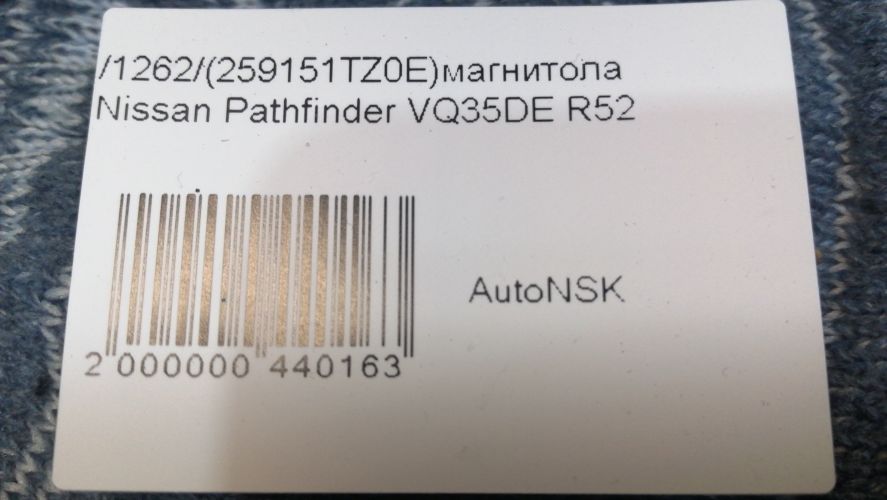 /1262/(259151TZ0E)магнитола
Nissan Pathfinder VQ35DE R52
AutoNSK
2 000000 440163